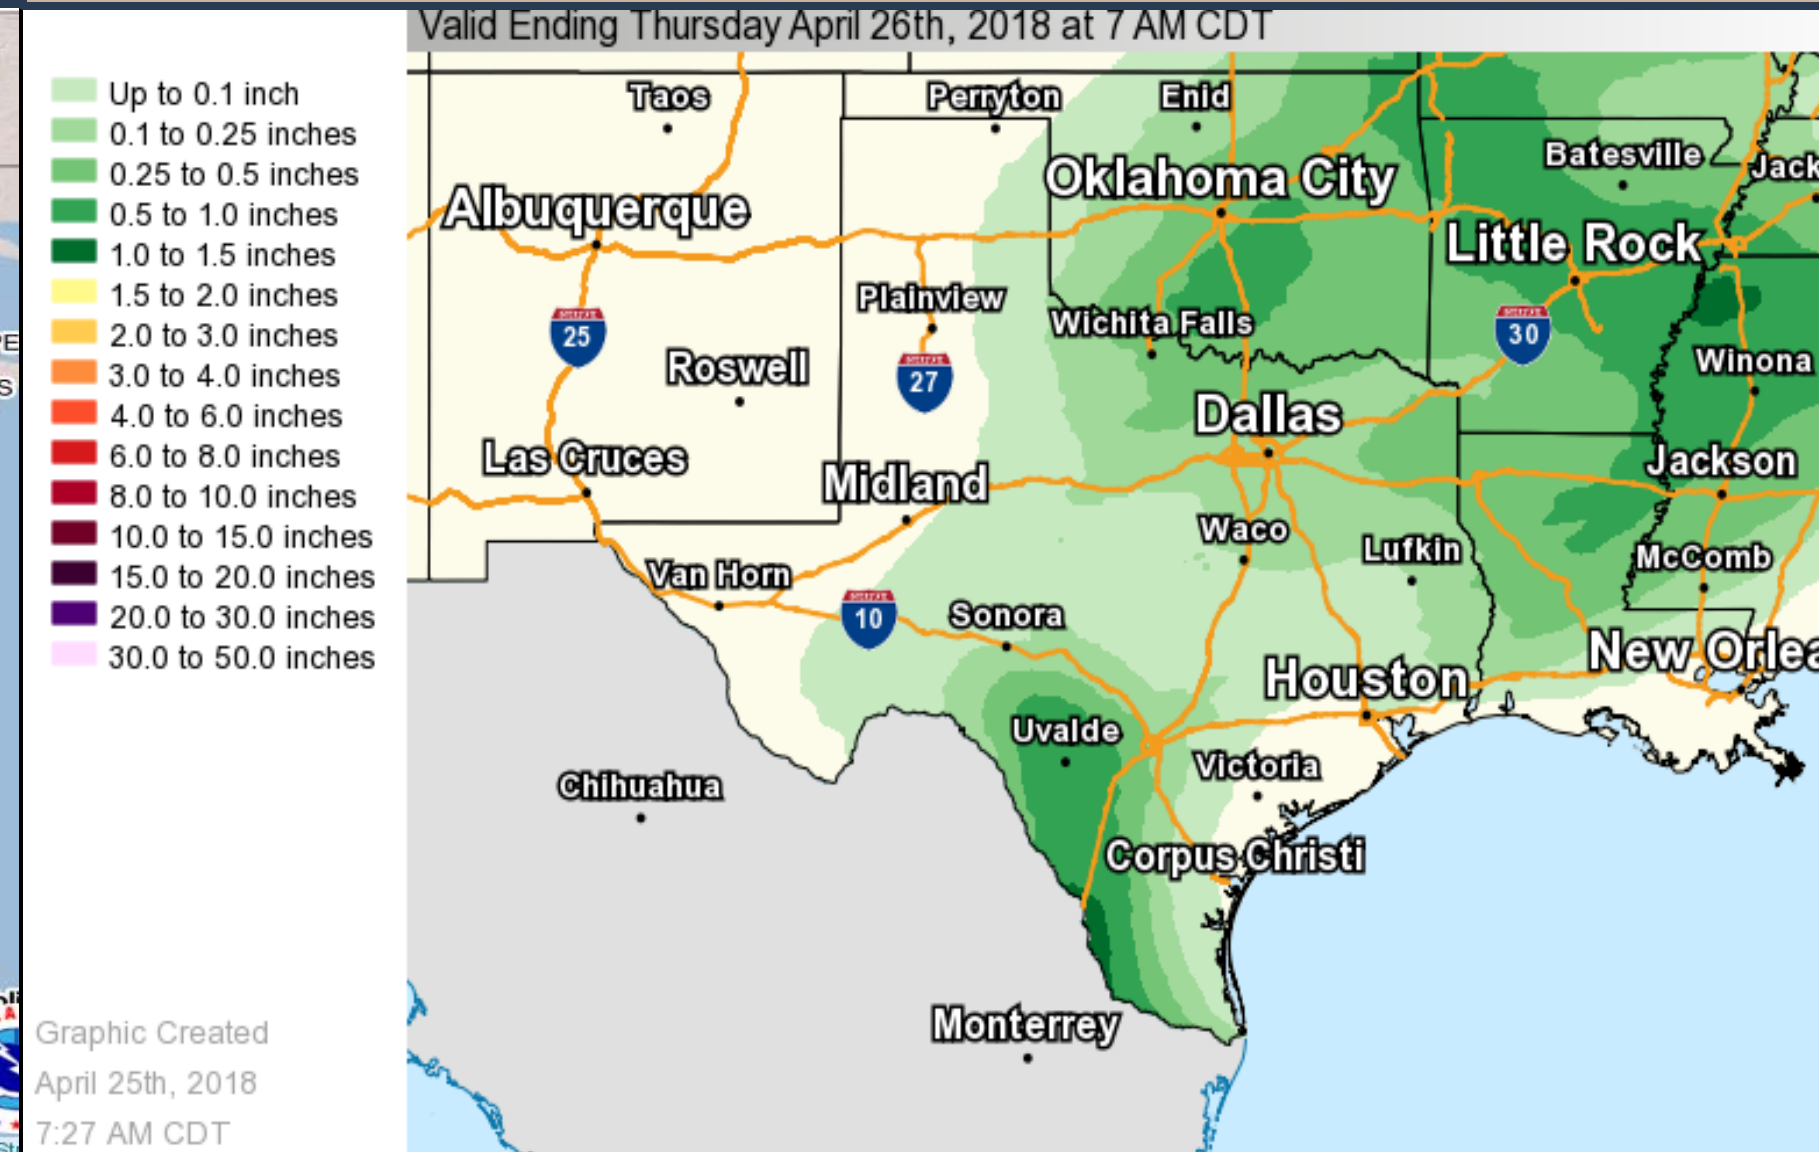 Valid Ending Thursday April 26th, 2018 at 7 AM CDT
Up to 0.1 inch
0.1 to 0.25 inches
0.25 to 0.5 inches
0.5 to 1.0 inches
1.0 to 1.5 inches
1.5 to 2.0 inches
2.0 to 3.0 inches
3.0 to 4.0 inches
4.0 to 6.0 inches
6.0 to 8.0 inches
8.0 to 10.0 inches
10.0 to 15.0 inches
15.0 to 20.0 inches
20.0 to 30.0 inches
30.0 to 50.0 inches
Graphic Created
April 25th, 2018
7:27 AM CDT
Taos
Perryton
Enid
Batesville
Jack
Oklahoma City
Albuquerque
Little Rock
Plainview
Wichita Falls
25
30
Roswell
27
Winona
Dallas
Las Cruces
Midland
Jackson
Waco
Lufkin
McComb
Van Horn
10
Sonora
New Orlea
Houston
Uvalde
Victoria
Chihuahua
Corpus Christi
Monterrey